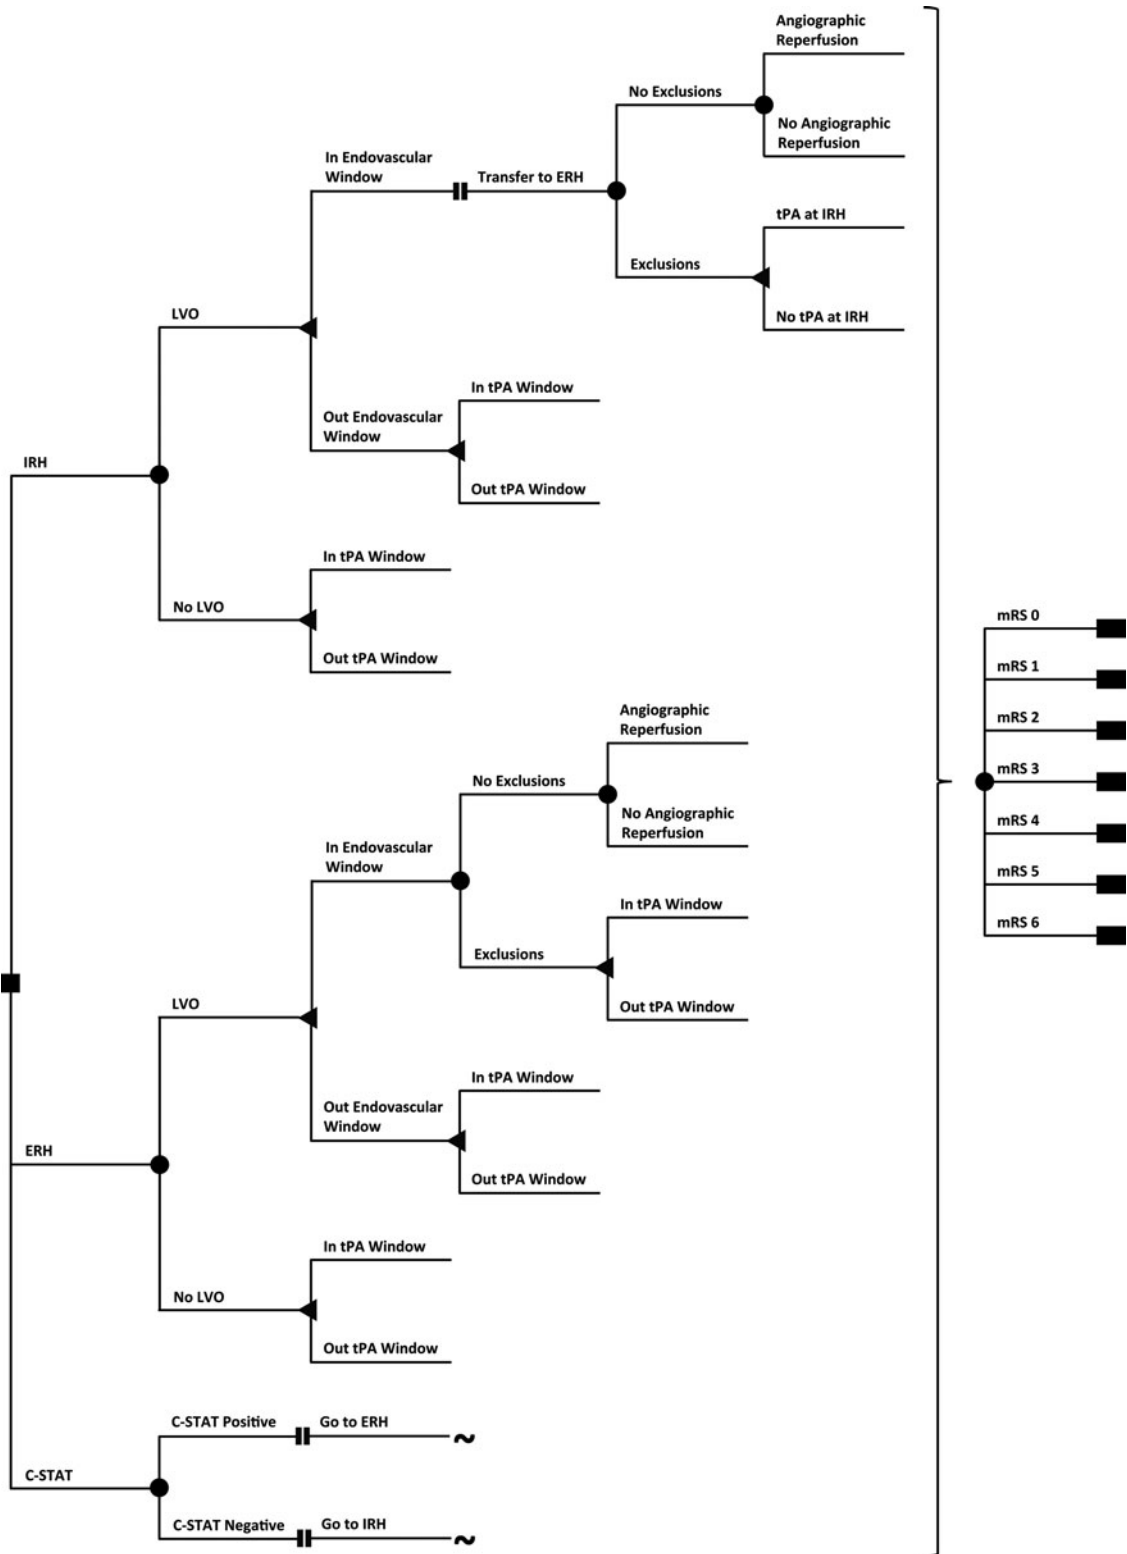 Angiographic
Reperfusion
No Exclusions
No Angiographic
Reperfusion
In Endovascular
Window
Transfer to ERH
tPA at IRH
Exclusions
No tPA at IRH
LVO
In tPA Window
Out Endovascular
Window
Out tPA Window
IRH
In tPA Window
No LVO
Out tPA Window
Angiographic
Reperfusion
No Exclusions
No Angiographic
Reperfusion
In Endovascular
Window
In tPA Window
Exclusions
Out tPA Window
LVO
In tPA Window
Out Endovascular
Window
Out tPA Window
ERH
In tPA Window
No LVO
Out tPA Window
C-STAT Positive
Go to ERH
~
C-STAT
C-STAT Negative
Go to IRH
~
mRS 0
mRS 1
mRS 2
mRS 3
mRS 4
mRS 5
mRS 6